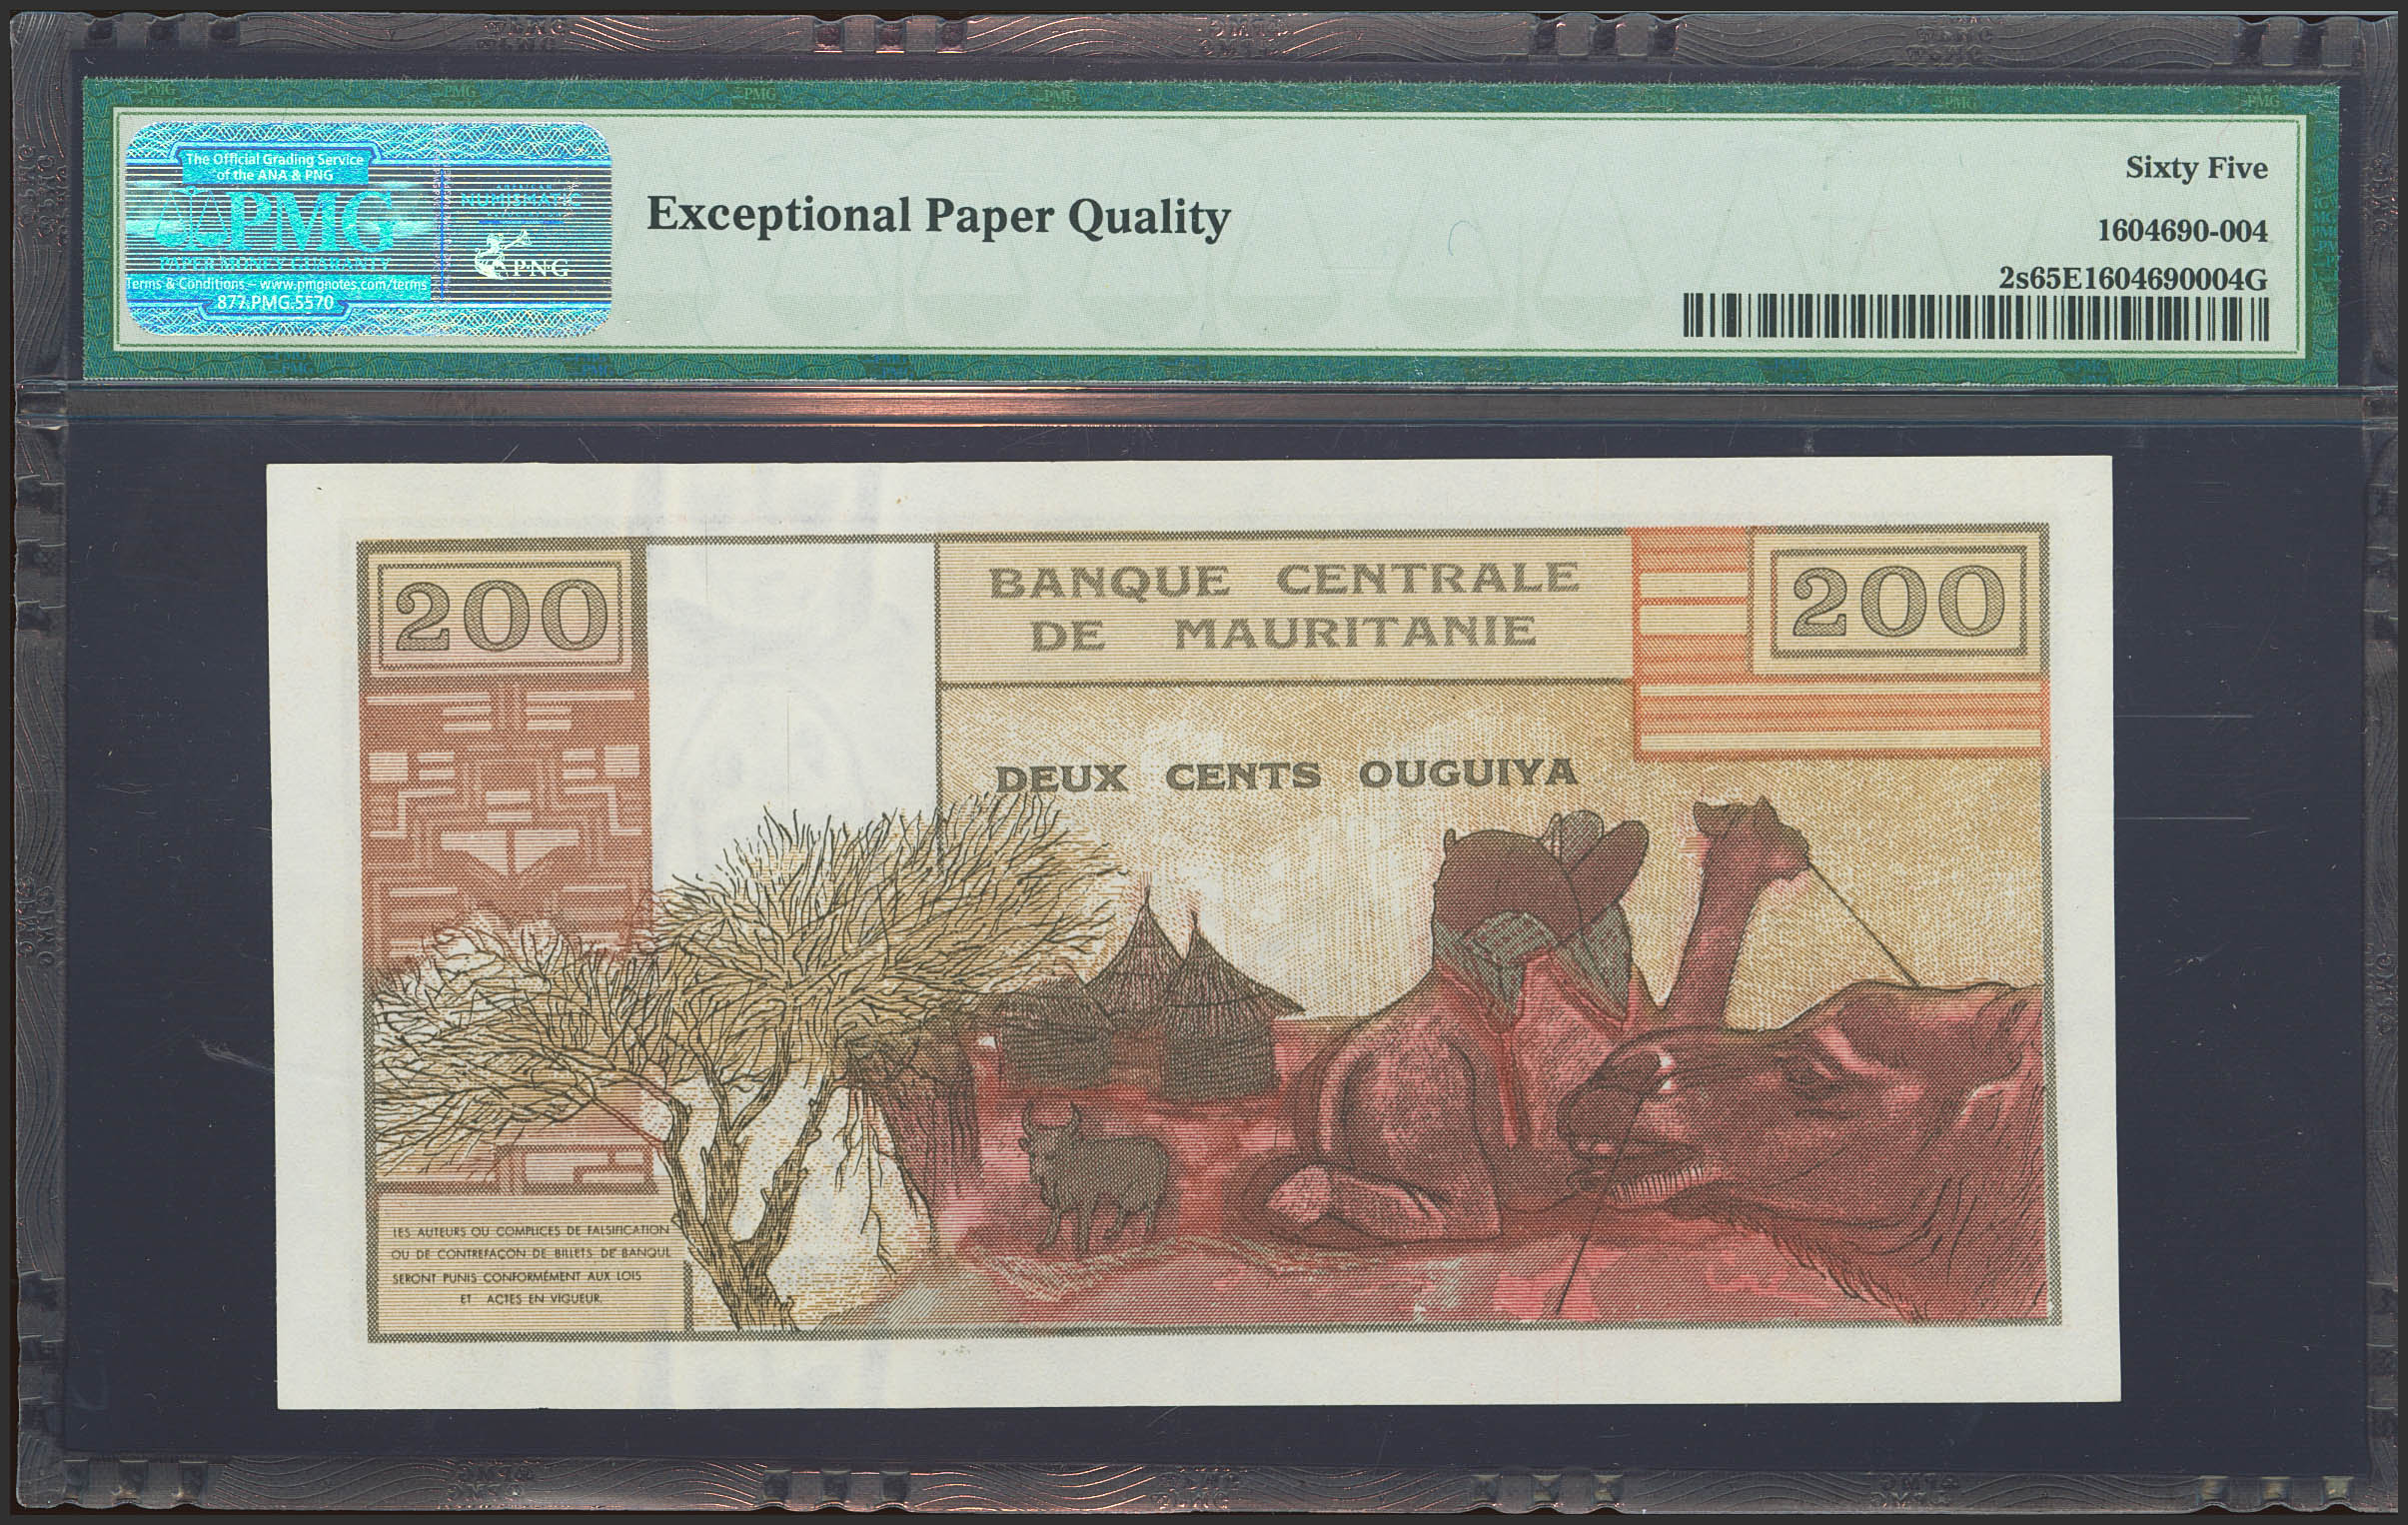 The Official Grading Service
of the ANA & PNG
PMG
PAPER MONEY GUARANTY
Terms & Conditions – www.pmgnotes.com/terms
877.PMG.5570
AMERICAN
NUMISMATIC
PNG
Exceptional Paper Quality
Sixty Five
1604690-004
2s65E1604690004G
200
BANQUE CENTRALE
DE MAURITANIE
200
DEUX CENTS OUGUIYA
LES AUTEURS OU COMPLICES DE FALSIFICATION
OU DE CONTREFAÇON DE BILLETS DE BANQUE
SERONT PUNIS CONFORMÉMENT AUX LOIS
ET ACTES EN VIGUEUR.